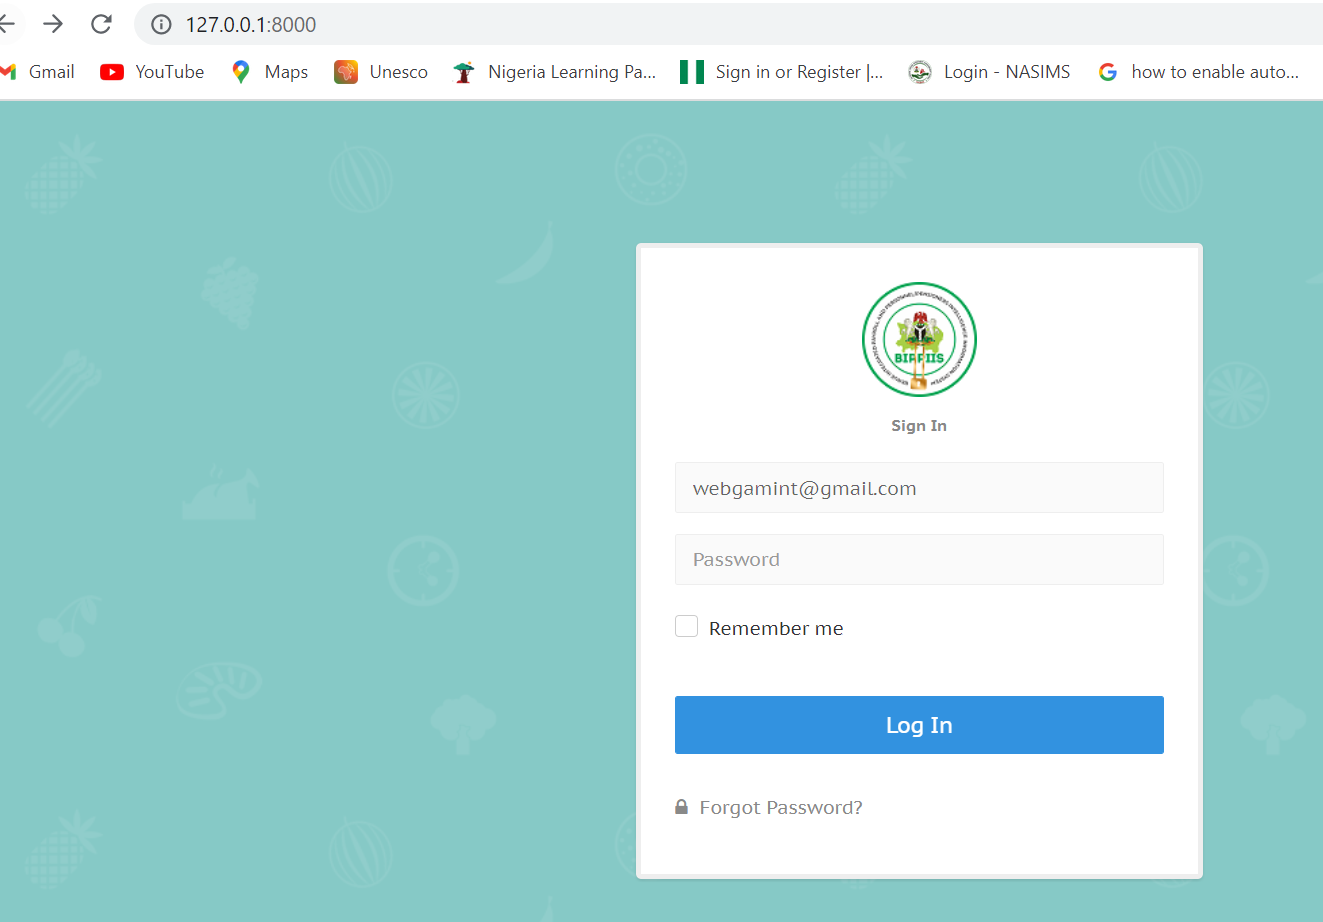 127.0.0.1:8000
Gmail YouTube Maps Unesco Nigeria Learning Pa... Sign in or Register |... Login - NASIMS how to enable auto...
BIPPIIS
Sign In
webgamint@gmail.com
Password
Remember me
Log In
Forgot Password?